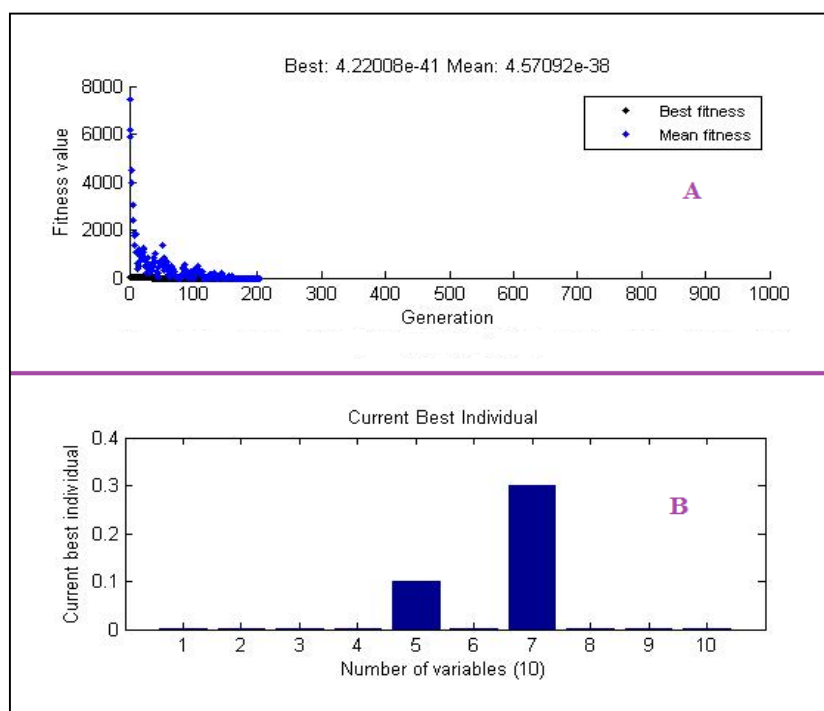 Best: 4.22008e-41 Mean: 4.57092e-38
8000
6000
4000
2000
0
Fitness value
Best fitness
Mean fitness
A
0 100 200 300 400 500 600 700 800 900 1000
Generation
Current Best Individual
0.4
0.3
0.2
0.1
0
Current best individual
B
1 2 3 4 5 6 7 8 9 10
Number of variables (10)